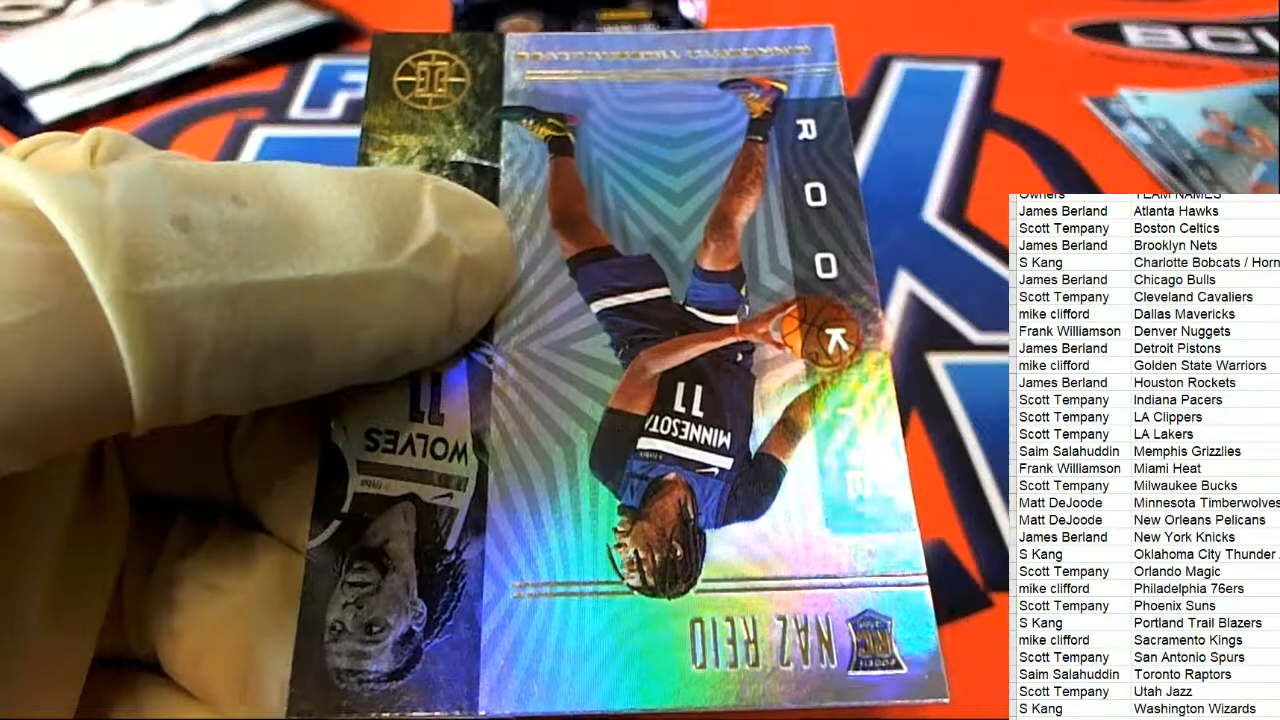 MINNESOTA TIMBERWOLVES
ROOKIE
11
MINNESOTA
11
WOLVES
fitbit
NAZ REID
RC
BCW
Owners TEAM NAMES
James Berland Atlanta Hawks
Scott Tempany Boston Celtics
James Berland Brooklyn Nets
S Kang Charlotte Bobcats / Horn
James Berland Chicago Bulls
Scott Tempany Cleveland Cavaliers
mike clifford Dallas Mavericks
Frank Williamson Denver Nuggets
James Berland Detroit Pistons
mike clifford Golden State Warriors
James Berland Houston Rockets
Scott Tempany Indiana Pacers
Scott Tempany LA Clippers
Scott Tempany LA Lakers
Saim Salahuddin Memphis Grizzlies
Frank Williamson Miami Heat
Scott Tempany Milwaukee Bucks
Matt DeJoode Minnesota Timberwolves
Matt DeJoode New Orleans Pelicans
James Berland New York Knicks
S Kang Oklahoma City Thunder
Scott Tempany Orlando Magic
mike clifford Philadelphia 76ers
Scott Tempany Phoenix Suns
S Kang Portland Trail Blazers
mike clifford Sacramento Kings
Scott Tempany San Antonio Spurs
Saim Salahuddin Toronto Raptors
Scott Tempany Utah Jazz
S Kang Washington Wizards